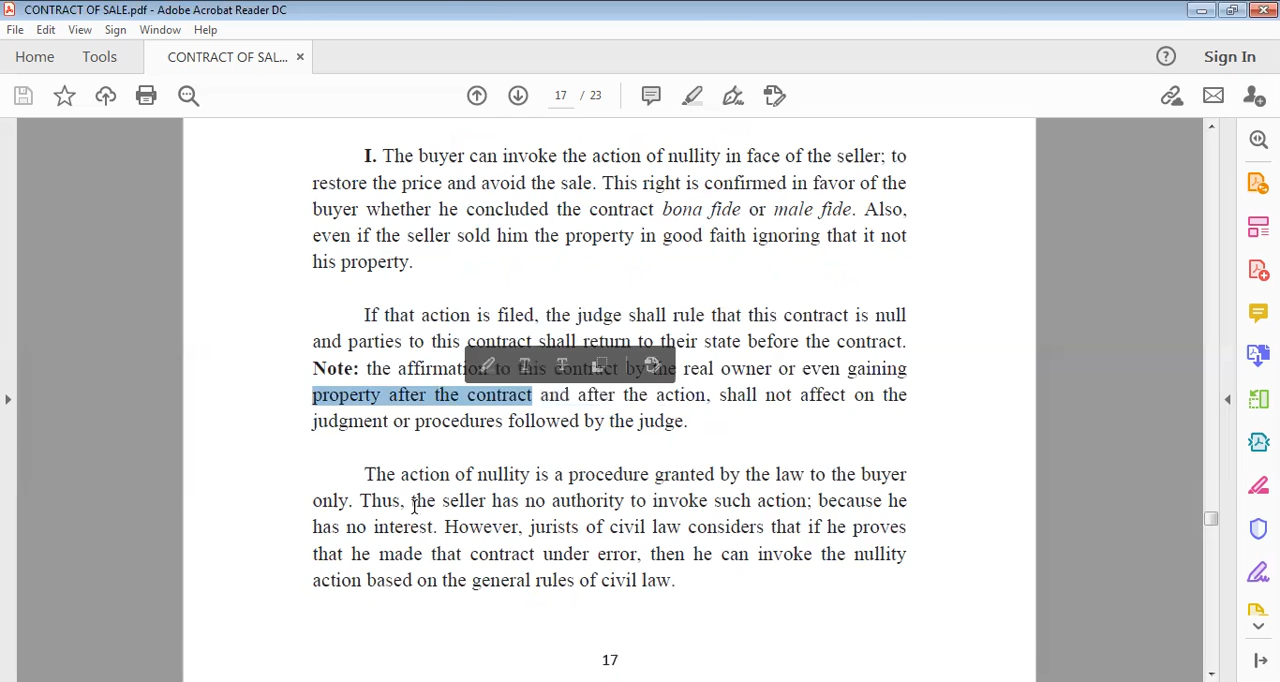 CONTRACT OF SALE.pdf - Adobe Acrobat Reader DC
File Edit View Sign Window Help
Home Tools CONTRACT OF SAL... × Sign In
17 / 23
I. The buyer can invoke the action of nullity in face of the seller; to
restore the price and avoid the sale. This right is confirmed in favor of the
buyer whether he concluded the contract bona fide or male fide. Also,
even if the seller sold him the property in good faith ignoring that it not
his property.
If that action is filed, the judge shall rule that this contract is null
and parties to this contract shall return to their state before the contract.
Note: the affirmation to this contract by the real owner or even gaining
property after the contract and after the action, shall not affect on the
judgment or procedures followed by the judge.
The action of nullity is a procedure granted by the law to the buyer
only. Thus, the seller has no authority to invoke such action; because he
has no interest. However, jurists of civil law considers that if he proves
that he made that contract under error, then he can invoke the nullity
action based on the general rules of civil law.
17